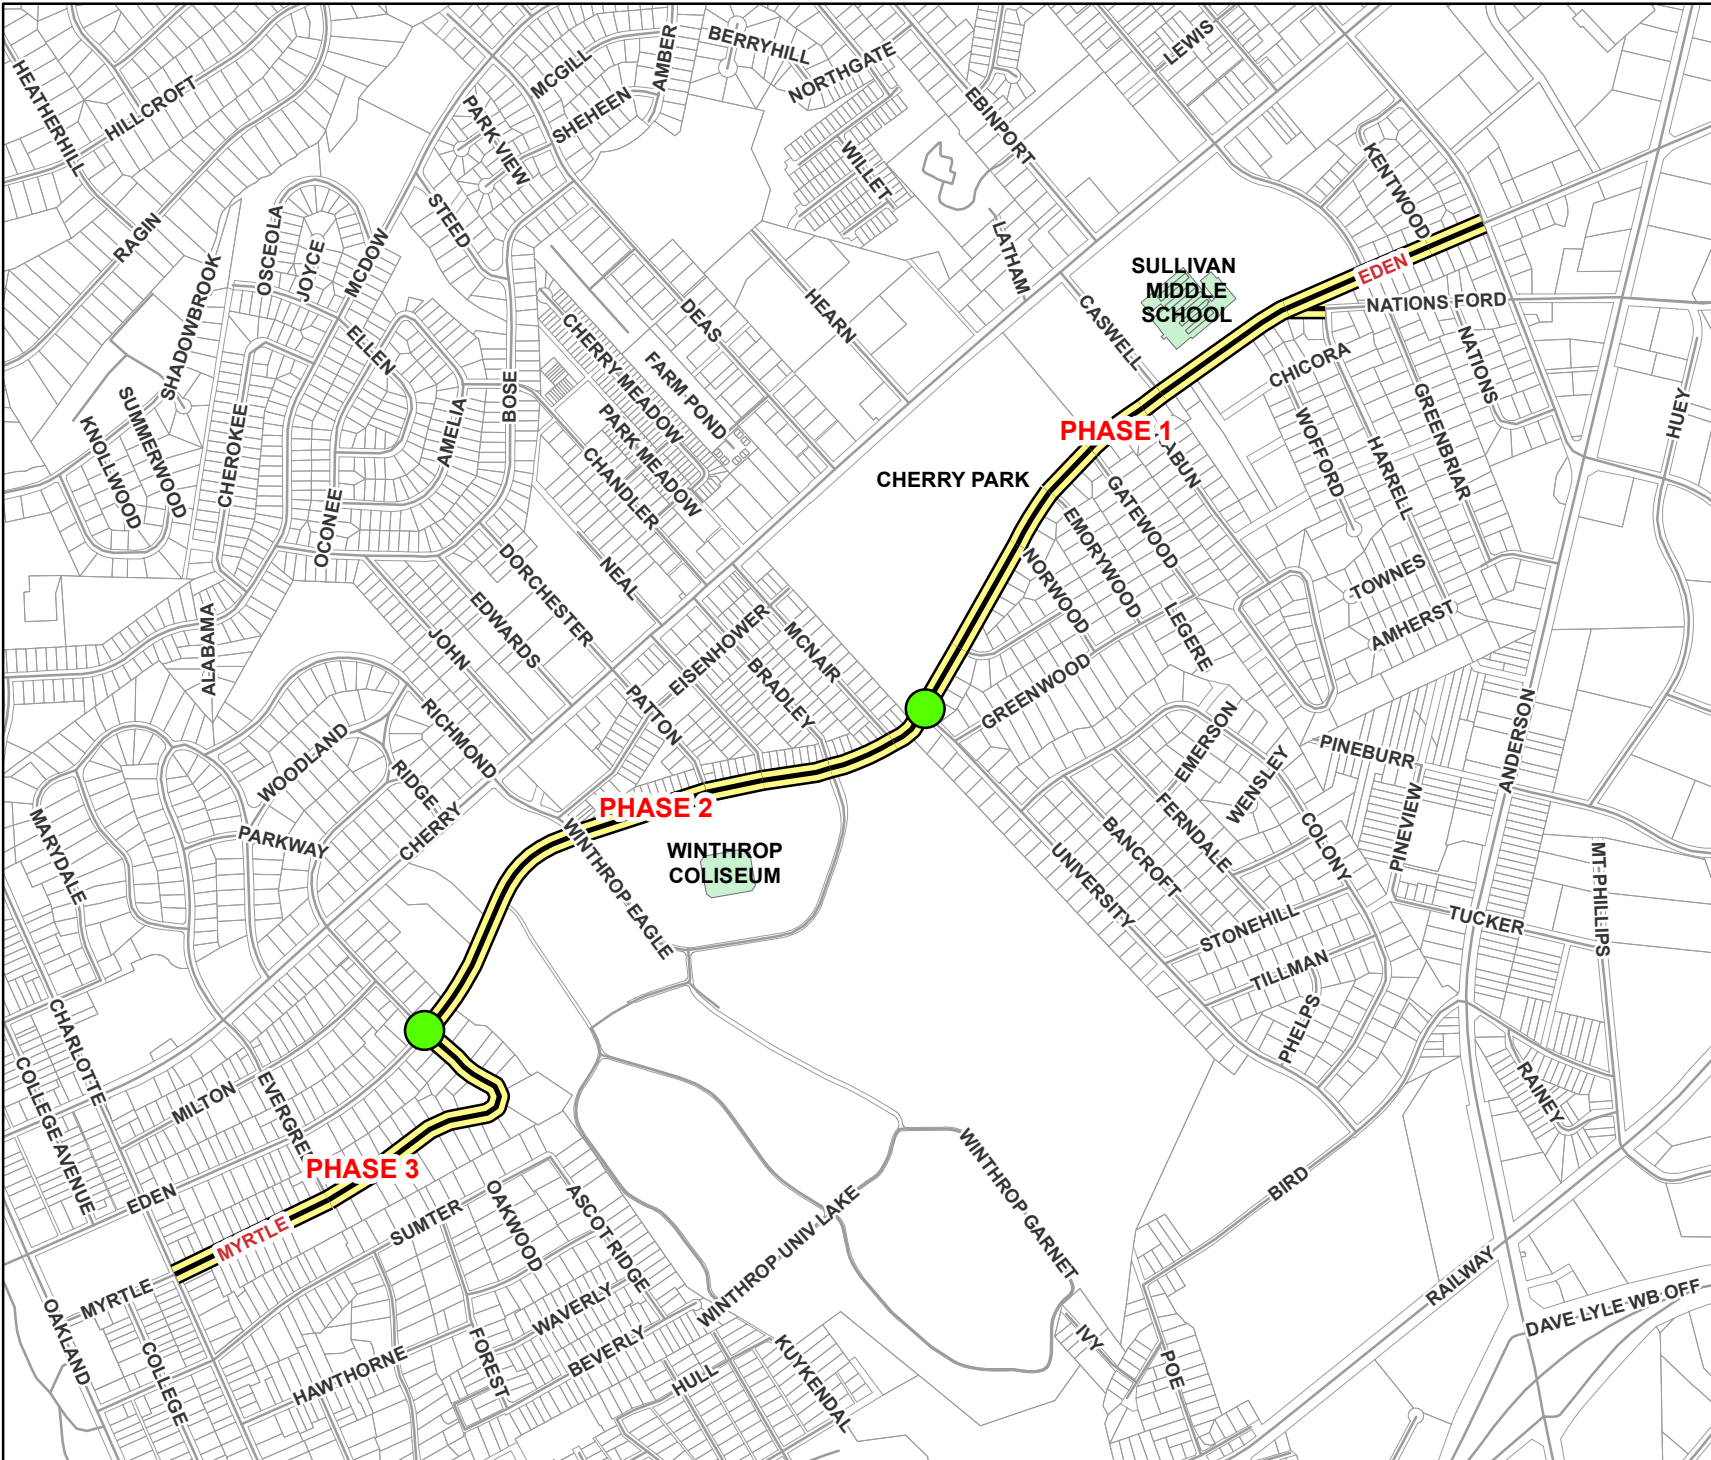 HEATHERHILL
HILLCROFT
RAGIN
MCGILL
AMBER
BERRYHILL
NORTHGATE
SHEHEEN
PARK VIEW
STEED
WILLET
EBINPORT
LEWIS
KENTWOOD
LATHAM
OSCEOLA
JOYCE
MCDOW
SHADOWBROOK
ELLEN
HEARN
DEAS
SULLIVAN
MIDDLE
SCHOOL
EDEN
NATIONS FORD
CASWELL
CHICORA
NATIONS
GREENBRIAR
HUEY
CHERRY MEADOW
FARM POND
PARK MEADOW
BOSE
AMELIA
CHANDLER
CHEROKEE
SUMMERWOOD
KNOLLWOOD
OCONEE
PHASE 1
ABUN
CHERRY PARK
WOFFORD
HARRELL
GATEWOOD
EMORYWOOD
NORWOOD
LEGERE
GREENWOOD
TOWNES
AMHERST
DORCHESTER
NEAL
EDWARDS
JOHN
ALABAMA
EISENHOWER
MCNAIR
BRADLEY
PATTON
RICHMOND
WOODLAND
RIDGE
CHERRY
PARKWAY
MARYDALE
PHASE 2
WINTHROP
COLISEUM
WINTHROP EAGLE
EMERSON
WENSLEY
FERNDALE
BANCROFT
UNIVERSITY
COLONY
PINEBURR
PINEVIEW
ANDERSON
STONEHILL
TILLMAN
PHELPS
TUCKER
MT PHILLIPS
RAINEY
CHARLOTTE
COLLEGE AVENUE
MILTON
EVERGREE
PHASE 3
EDEN
MYRTLE
MYRTLE
SUMTER
OAKWOOD
ASCOT RIDGE
WINTHROP UNIV LAKE
WINTHROP GARNET
BIRD
RAILWAY
DAVE LYLE WB OFF
OAKLAND
COLLEGE
HAWTHORNE
FOREST
WAVERLY
BEVERLY
HULL
KUYKENDAL
IVY
POE